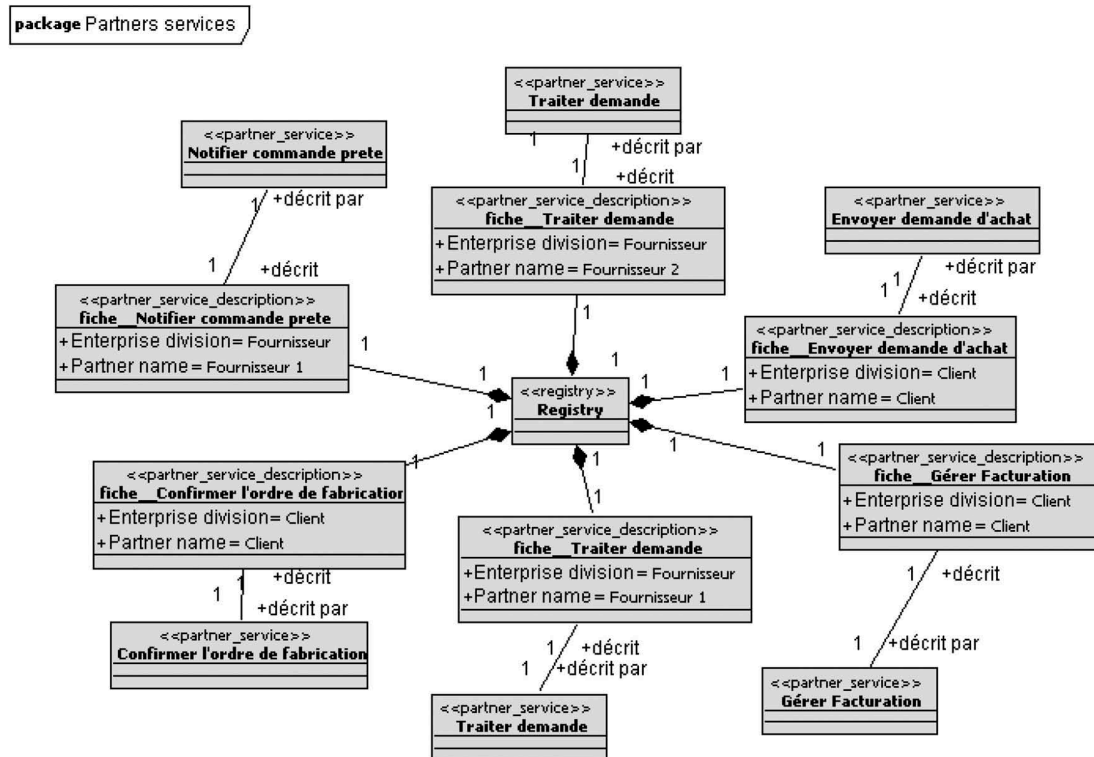 package Partners services
<<partner_service>>
Traiter demande
1
+décrit par
1
+décrit
<<partner_service_description>>
fiche__Traiter demande
+ Enterprise division= Fournisseur
+ Partner name = Fournisseur 2
1
1
<<partner_service>>
Notifier commande prete
1
+décrit par
1
+décrit
<<partner_service_description>>
fiche__Notifier commande prete
+ Enterprise division= Fournisseur
+ Partner name = Fournisseur 1
1
1
<<partner_service>>
Envoyer demande d'achat
1
+décrit par
1
+décrit
<<partner_service_description>>
fiche__Envoyer demande d'achat
+ Enterprise division= Client
+ Partner name = Client
1
1
<<registry>>
Registry
1
1
<<partner_service_description>>
fiche__Confirmer l'ordre de fabrication
+ Enterprise division= Client
+ Partner name = Client
1
+décrit
1
+décrit par
<<partner_service>>
Confirmer l'ordre de fabrication
1
1
<<partner_service_description>>
fiche__Traiter demande
+ Enterprise division= Fournisseur
+ Partner name = Fournisseur 1
1
+décrit
1
+décrit par
<<partner_service>>
Traiter demande
1
1
<<partner_service_description>>
fiche__Gérer Facturation
+ Enterprise division= Client
+ Partner name = Client
1
+décrit
1
+décrit par
<<partner_service>>
Gérer Facturation